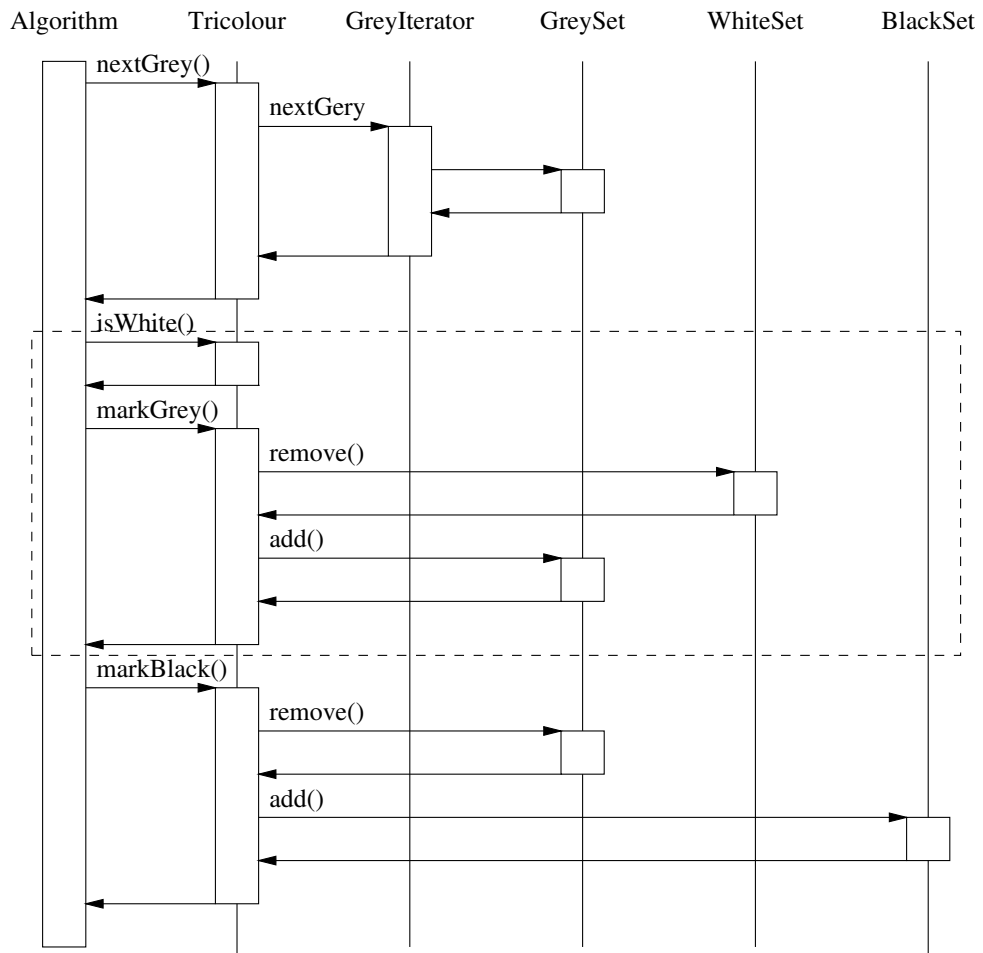 Algorithm Tricolour GreyIterator GreySet WhiteSet BlackSet
nextGrey()
nextGery
isWhite()
markGrey()
remove()
add()
markBlack()
remove()
add()